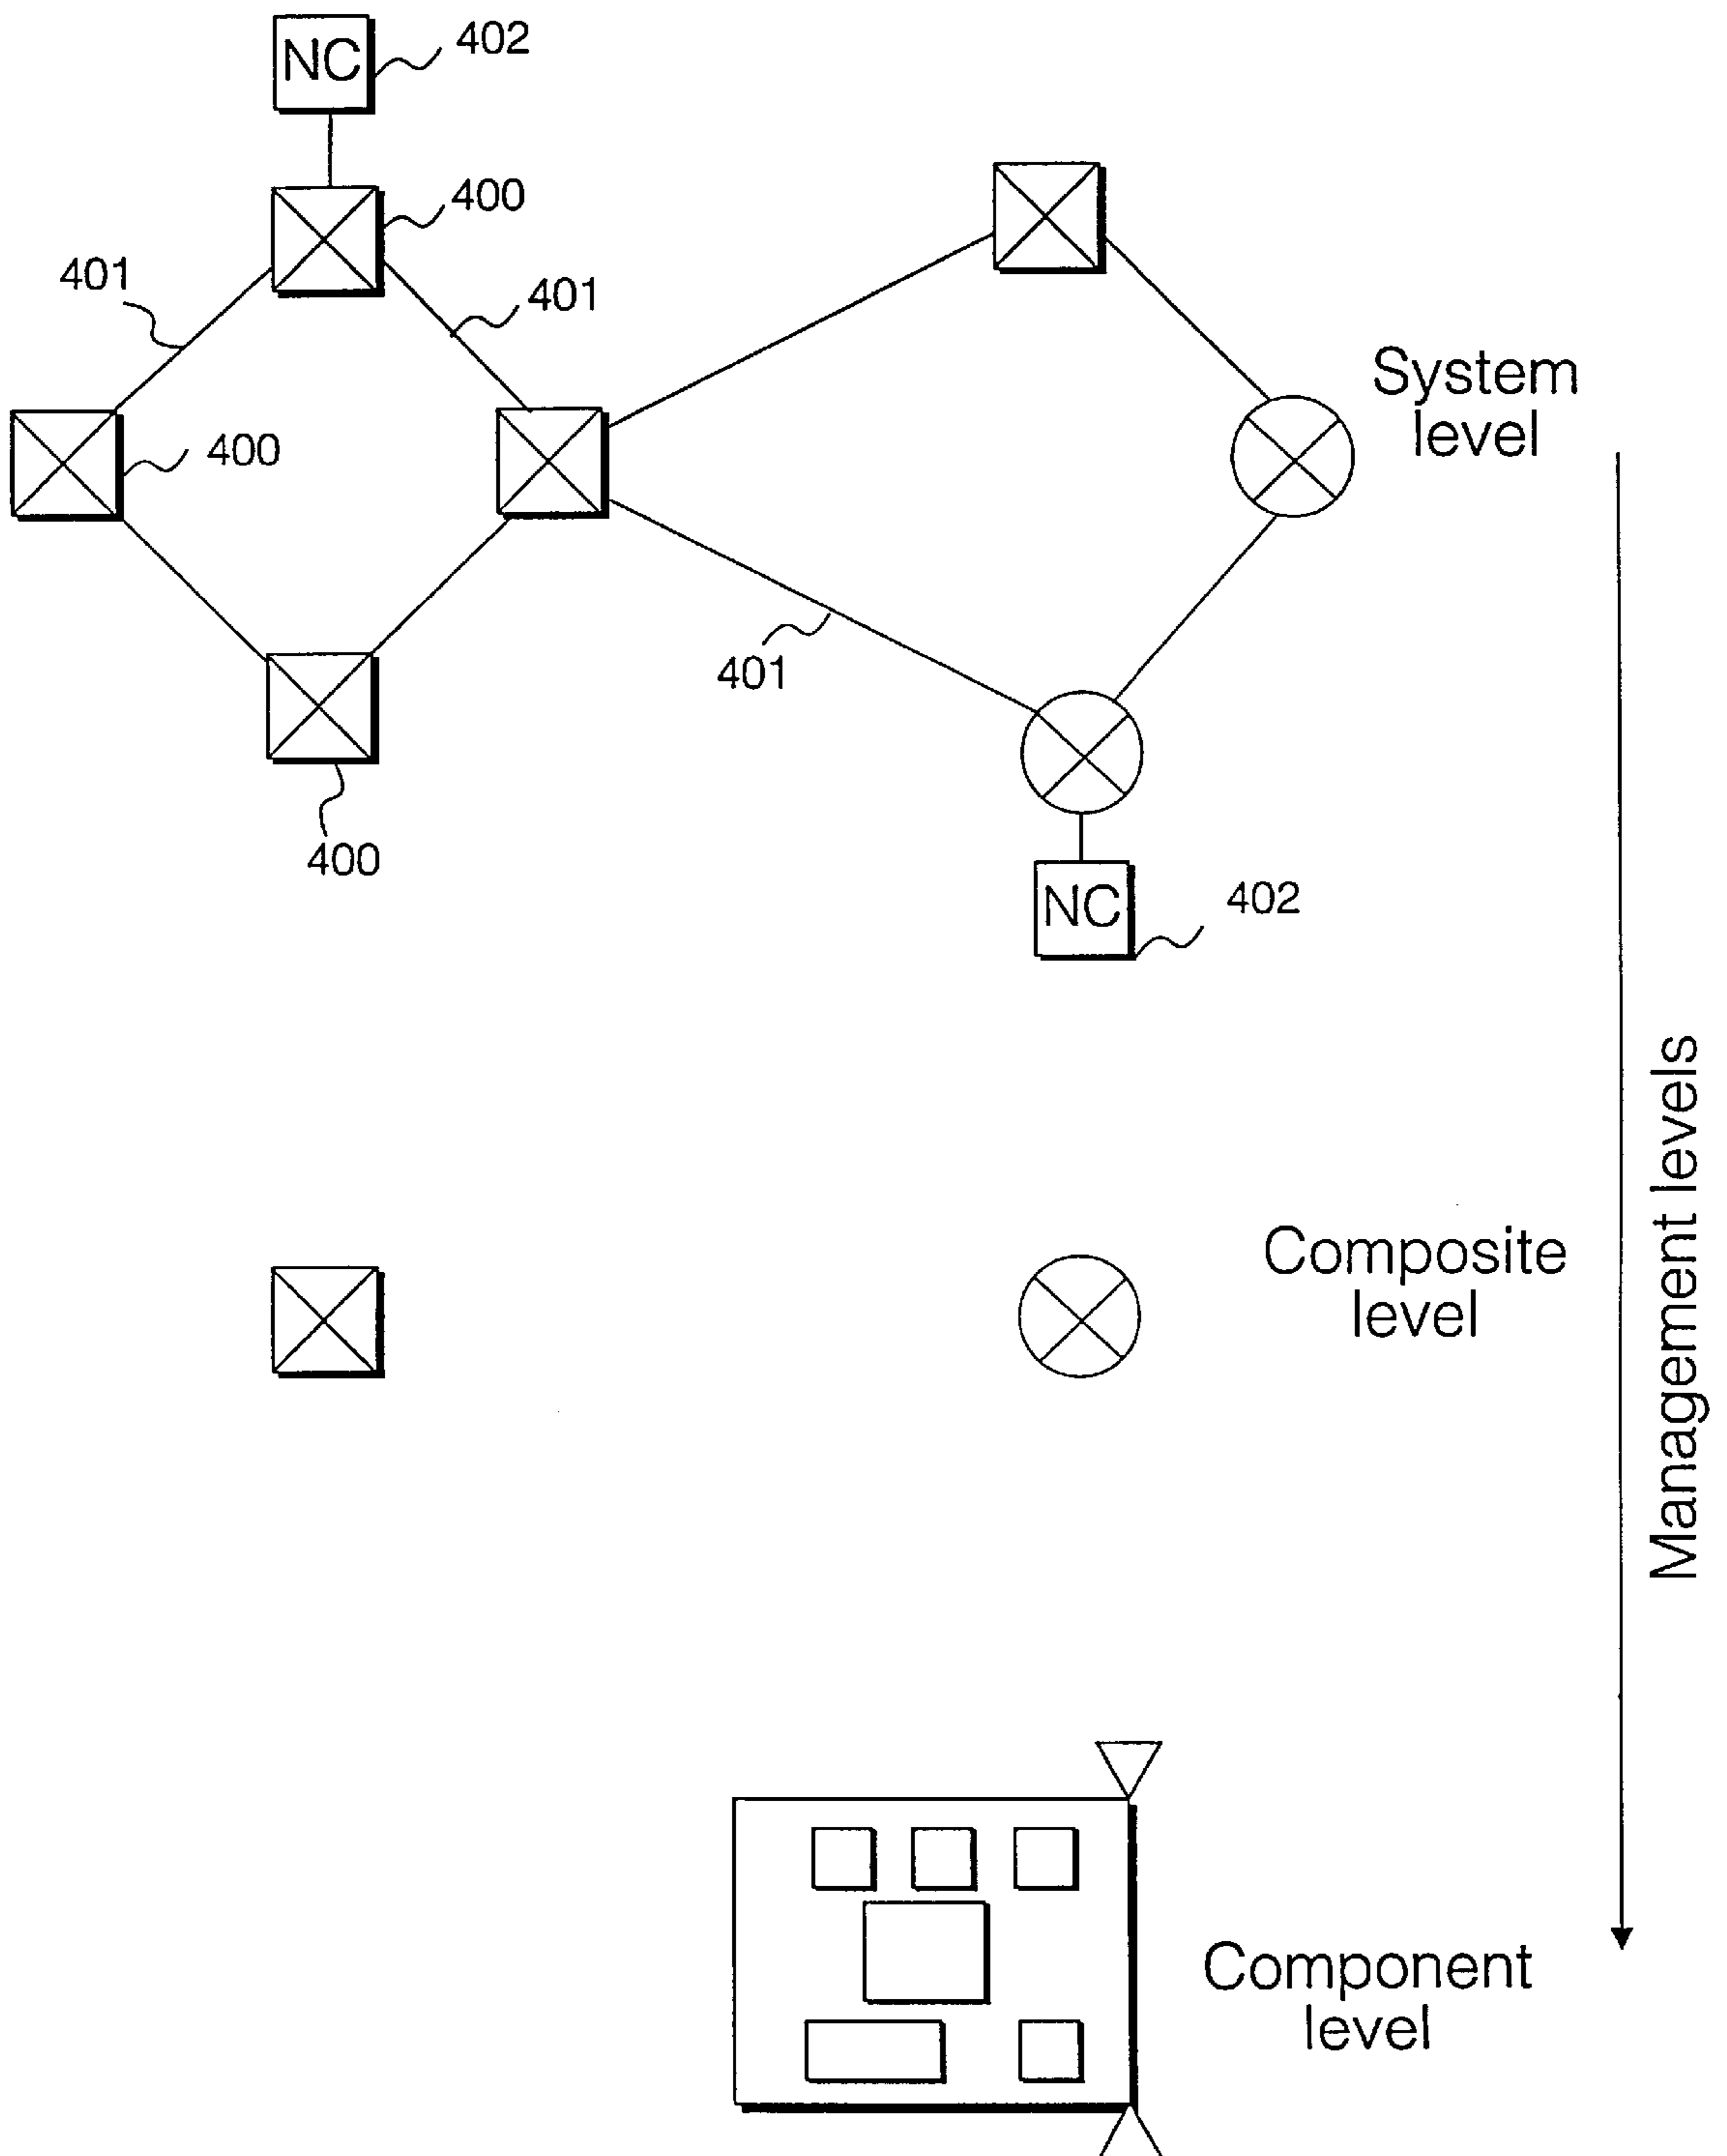 NC
402
400
401
401
System
level
400
401
400
NC
402
Management levels
Composite
level
Component
level